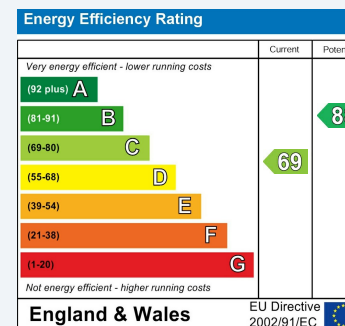 Energy Efficiency Rating
Current
Very energy efficient - lower running costs
(92 plus) A
(81-91) B
(69-80) C
69
(55-68) D
(39-54) E
(21-38) F
(1-20) G
Not energy efficient - higher running costs
England & Wales
EU Directive
2002/91/EC